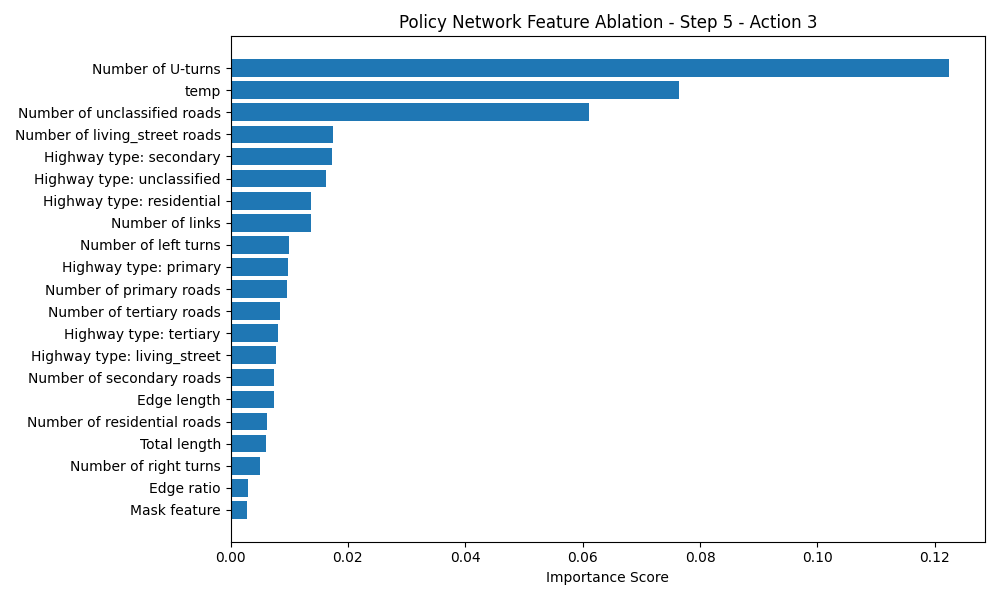 Policy Network Feature Ablation - Step 5 - Action 3
Number of U-turns
temp
Number of unclassified roads
Number of living_street roads
Highway type: secondary
Highway type: unclassified
Highway type: residential
Number of links
Number of left turns
Highway type: primary
Number of primary roads
Number of tertiary roads
Highway type: tertiary
Highway type: living_street
Number of secondary roads
Edge length
Number of residential roads
Total length
Number of right turns
Edge ratio
Mask feature
0.00 0.02 0.04 0.06 0.08 0.10 0.12
Importance Score